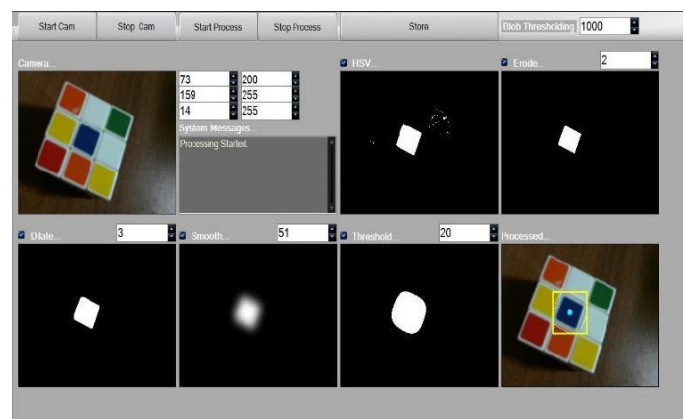 Start Cam Stop Cam Start Process Stop Process Store Blob Thresholding 1000
Camera... HSV... Erode... 2
73 200
159 255
14 255
System Messages...
Processing Started.
Dilate... 3 Smooth... 51 Threshold... 20 Processed...